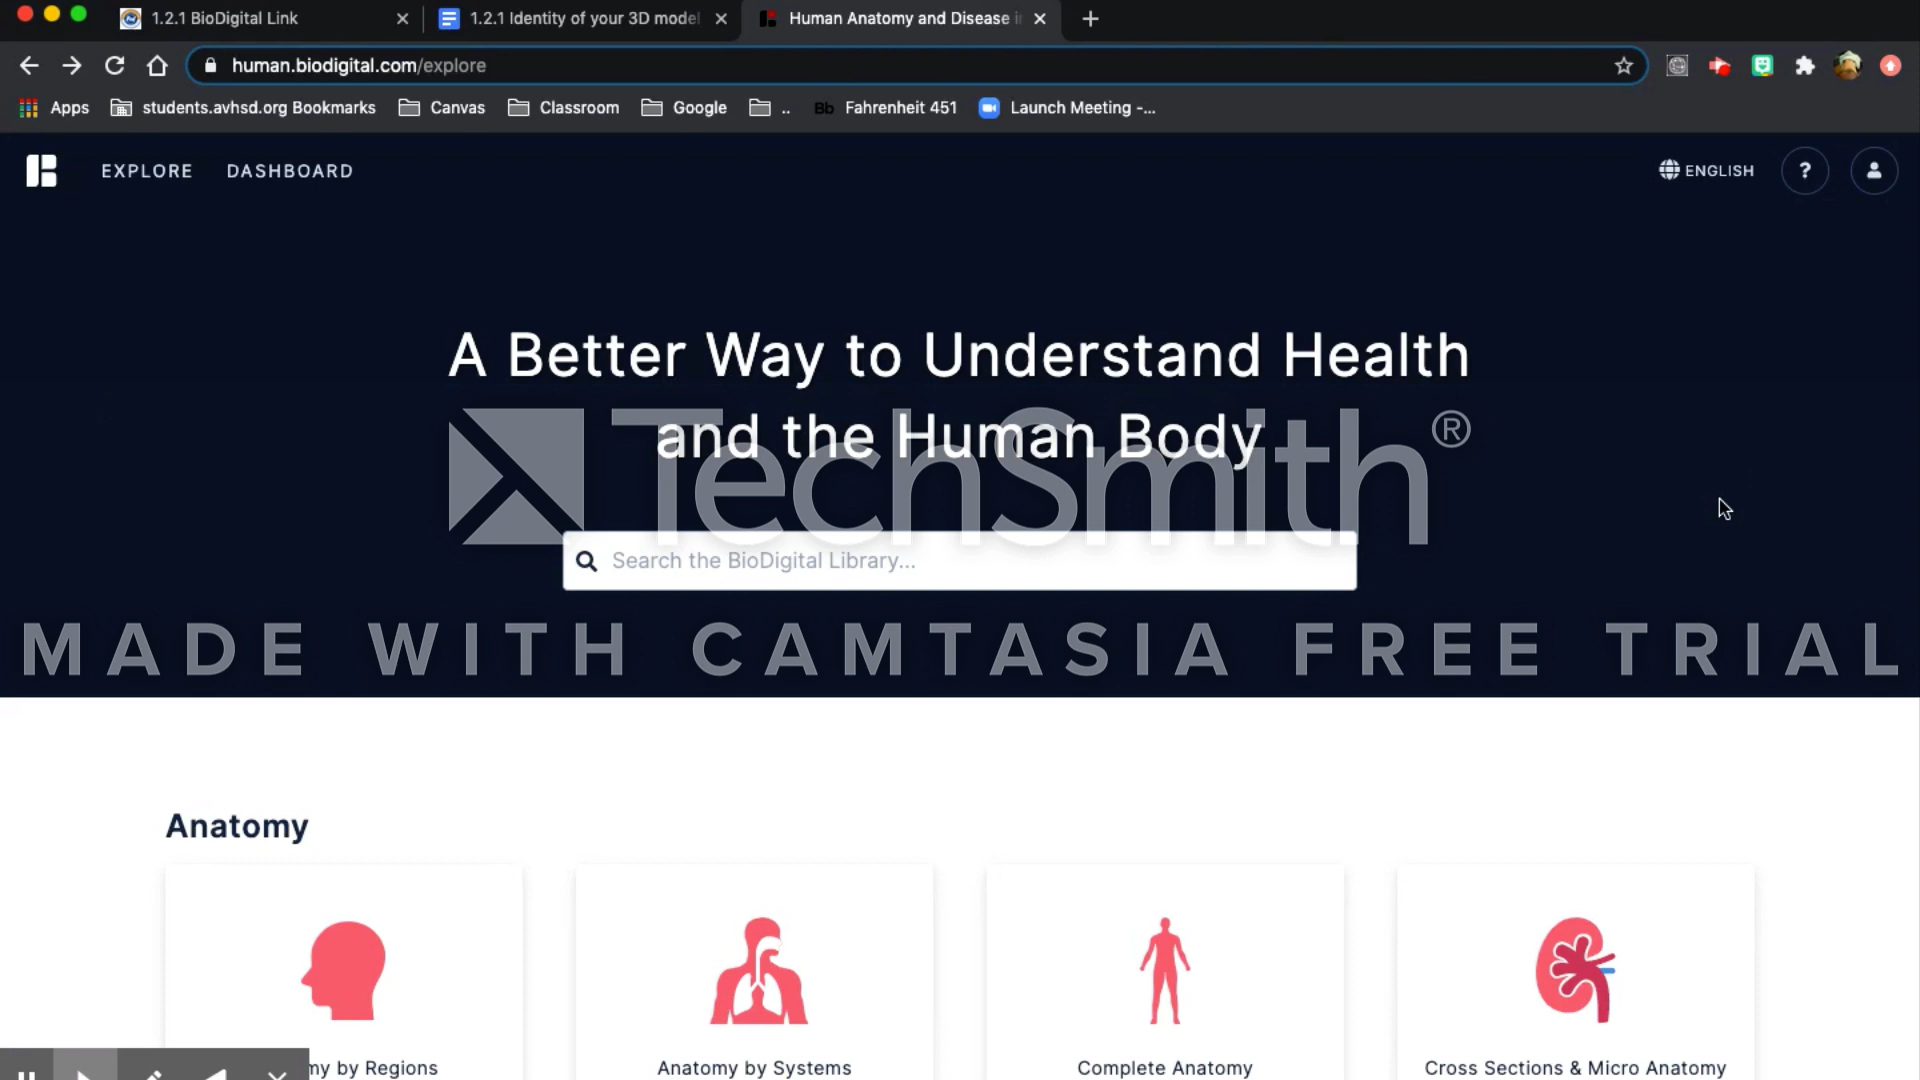 1.2.1 BioDigital Link
1.2.1 Identity of your 3D model
Human Anatomy and Disease i
human.biodigital.com/explore
Apps
students.avhsd.org Bookmarks
Canvas
Classroom
Google
..
Bb Fahrenheit 451
Launch Meeting -...
EXPLORE
DASHBOARD
ENGLISH
?
A Better Way to Understand Health
and the Human Body
TechSmith®
Search the BioDigital Library...
MADE WITH CAMTASIA FREE TRIAL
Anatomy
my by Regions
Anatomy by Systems
Complete Anatomy
Cross Sections & Micro Anatomy